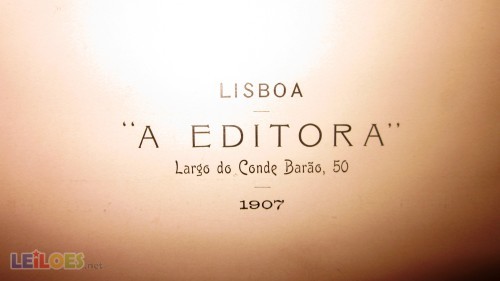 LISBOA
"A EDITORA"
Largo do Conde Barão, 50
1907
LEILOES.net